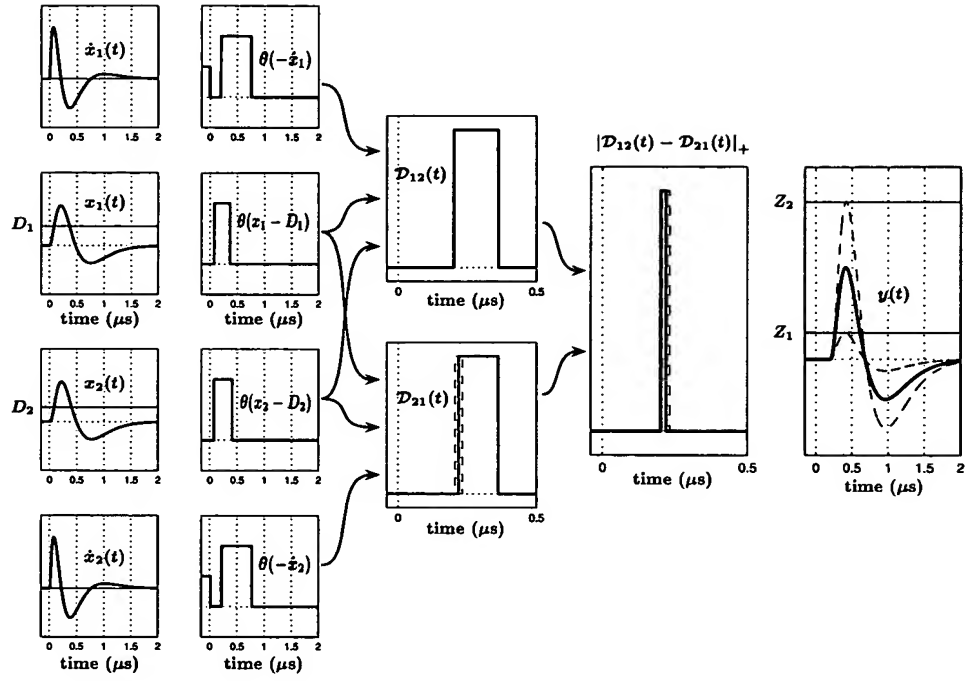 ẋ₁(t)
0 0.5 1 1.5 2
θ(−ẋ₁)
0 0.5 1 1.5 2
D₁
x₁(t)
0 0.5 1 1.5 2
time (μs)
θ(x₁ − D₁)
0 0.5 1 1.5 2
D₂
x₂(t)
0 0.5 1 1.5 2
θ(x₂ − D₂)
0 0.5 1 1.5 2
ẋ₂(t)
0 0.5 1 1.5 2
time (μs)
θ(−ẋ₂)
0 0.5 1 1.5 2
time (μs)
𝒟₁₂(t)
0 0.5
time (μs)
𝒟₂₁(t)
0 0.5
time (μs)
|𝒟₁₂(t) − 𝒟₂₁(t)|₊
0 0.5
time (μs)
Z₂
Z₁
y(t)
0 0.5 1 1.5 2
time (μs)